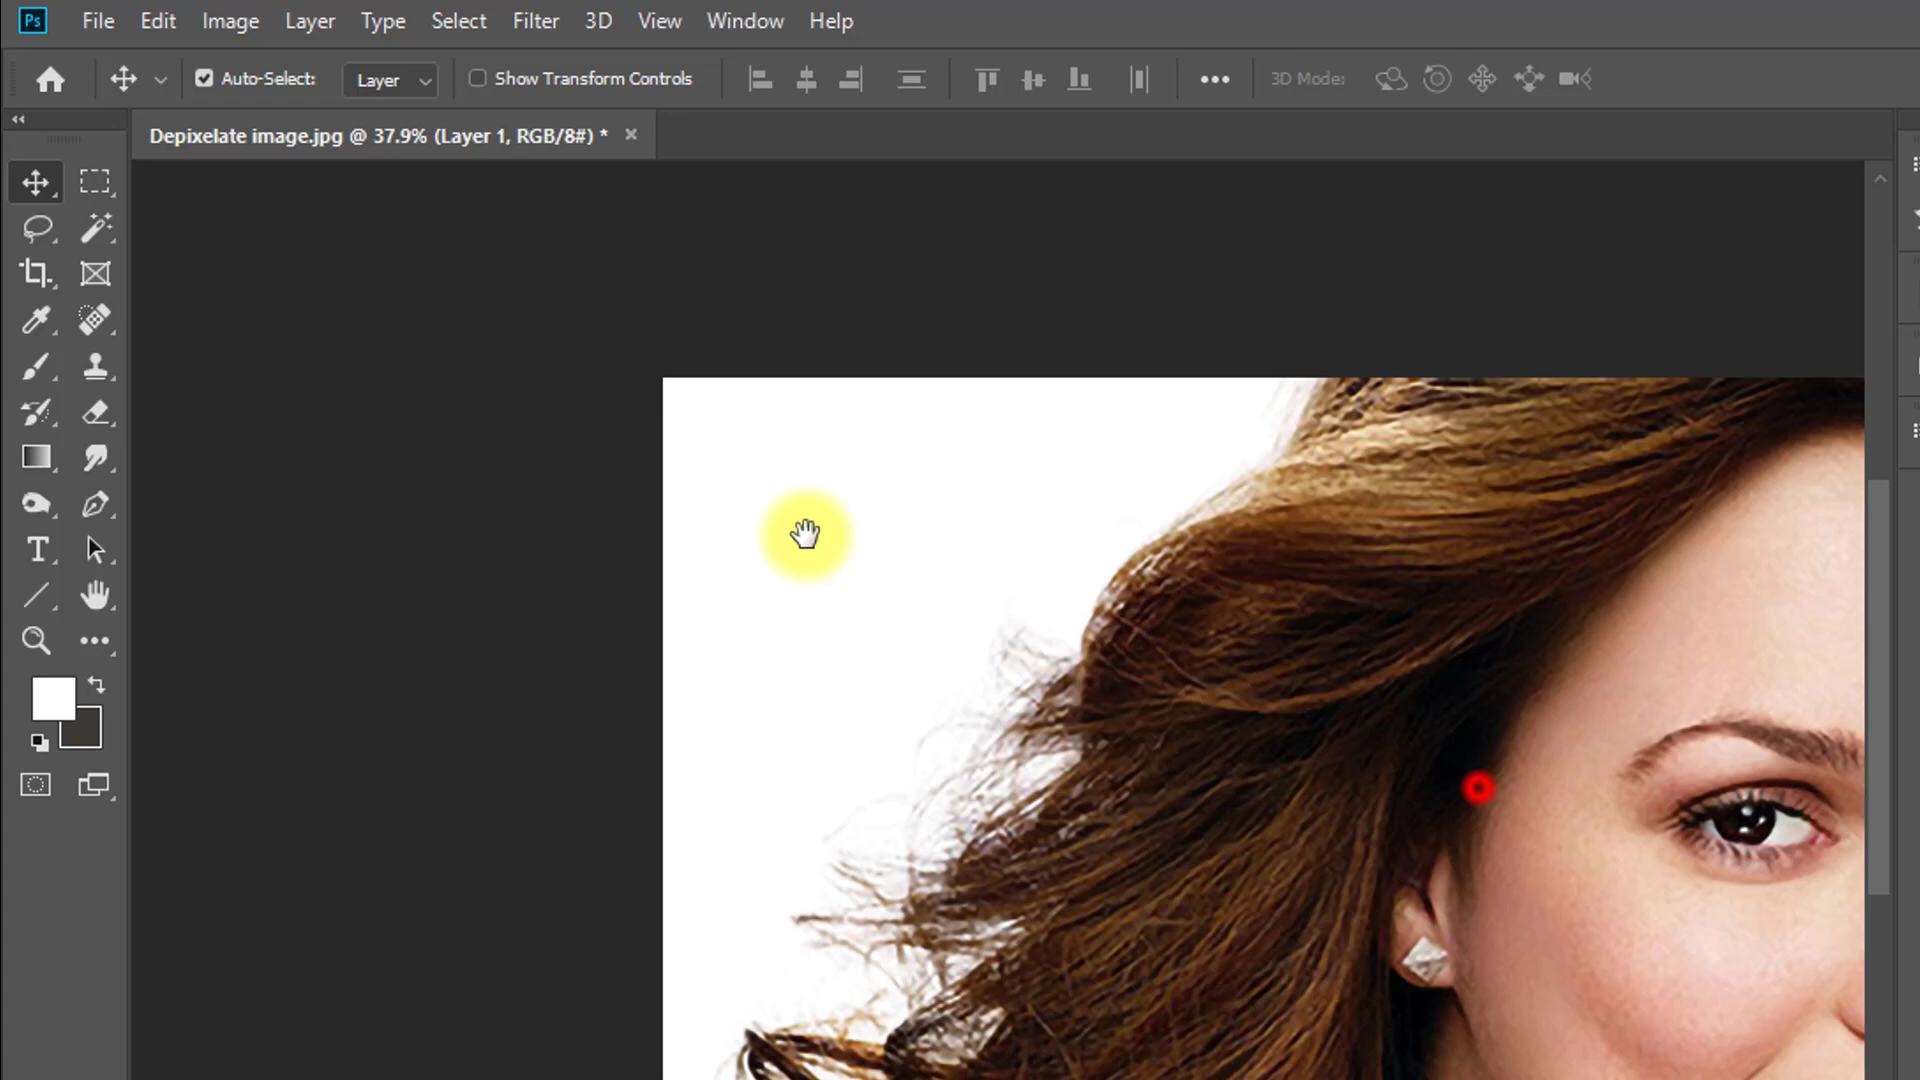 Ps File Edit Image Layer Type Select Filter 3D View Window Help
Auto-Select: Layer Show Transform Controls 3D Mode:
Depixelate image.jpg @ 37.9% (Layer 1, RGB/8#) *